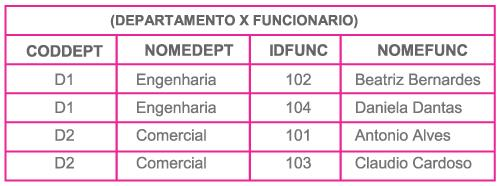 (DEPARTAMENTO X FUNCIONARIO)
CODDEPT NOMEDEPT IDFUNC NOMEFUNC
D1 Engenharia 102 Beatriz Bernardes
D1 Engenharia 104 Daniela Dantas
D2 Comercial 101 Antonio Alves
D2 Comercial 103 Claudio Cardoso